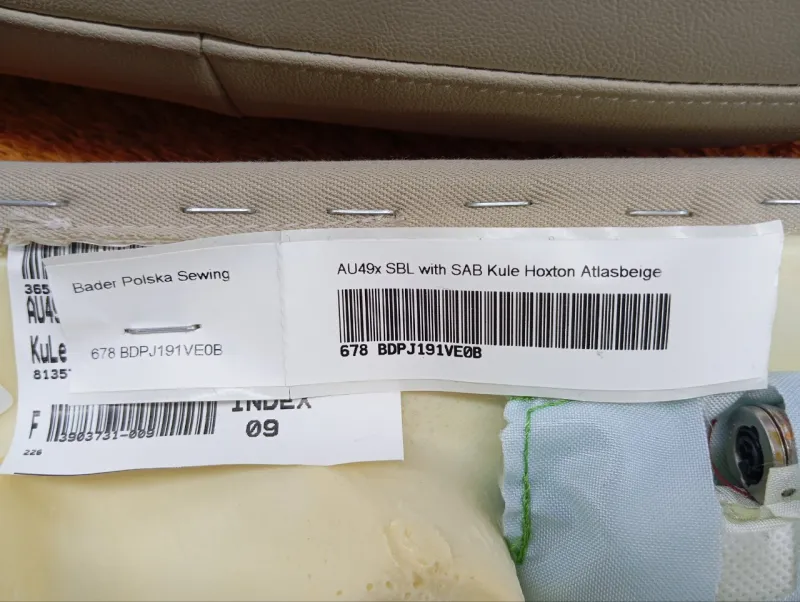 Bader Polska Sewing
678 BDPJ191VE0B
AU49x SBL with SAB Kule Hoxton Atlasbeige
678 BDPJ191VE0B
365
AU49
KuLe
8135
F
3903731-009
INDEX
09
226